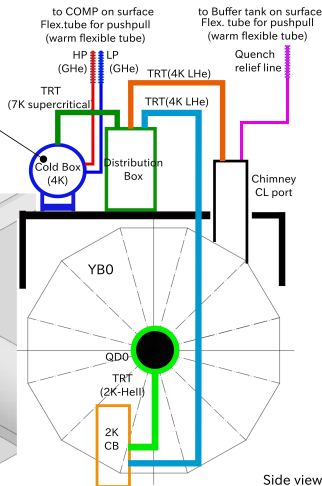 to COMP on surface
Flex.tube for pushpull
(warm flexible tube)
to Buffer tank on surface
Flex. tube for pushpull
(warm flexible tube)
HP
(GHe)
LP
(GHe)
Quench
relief line
TRT
(7K supercritical)
TRT(4K LHe)
TRT(4K LHe)
Cold Box
(4K)
Distribution
Box
Chimney
CL port
YB0
QD0
TRT
(2K-HeII)
2K
CB
Side view